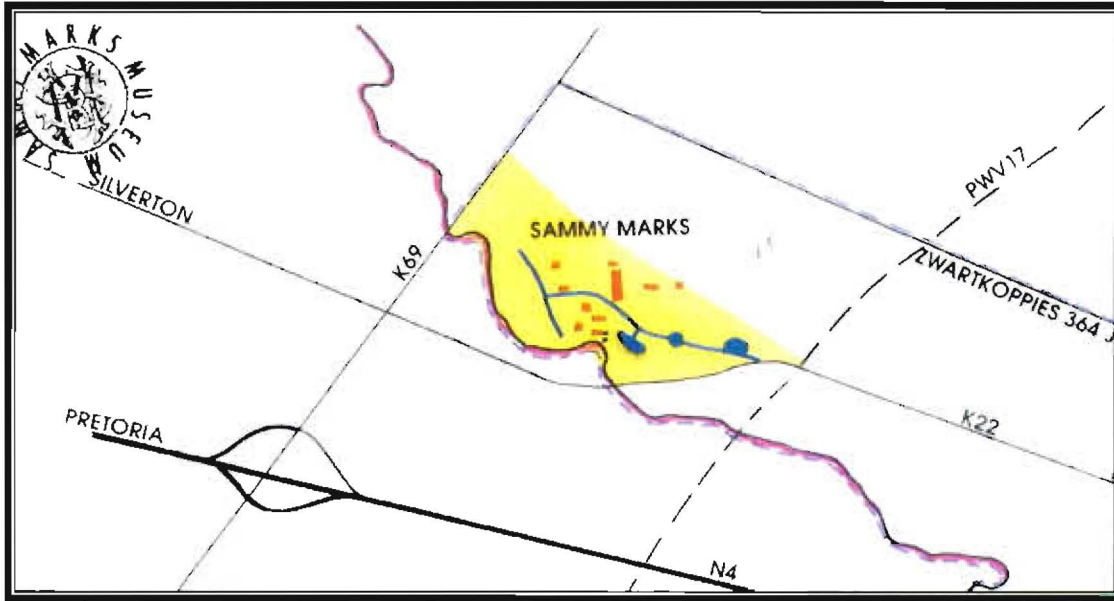 SAMMY MARKS MUSEUM
SILVERTON
K69
SAMMY MARKS
PWV17
ZWARTKOPPIES 364 J
K22
PRETORIA
N4